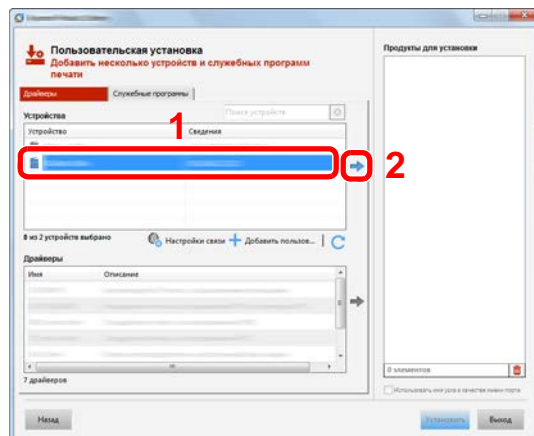 Пользовательская установка
Добавить несколько устройств и служебных программ
печати
Продукты для установки
Драйверы
Служебные программы
Поиск устройств
Устройства
1
Устройство
Сведения
2
из 2 устройств выбрано
Настройки связи
Добавить пользов...
Драйверы
Имя
Описание
7 драйверов
0 элементов
Использовать имя узла в качестве имени порта
Назад
Установить
Выход